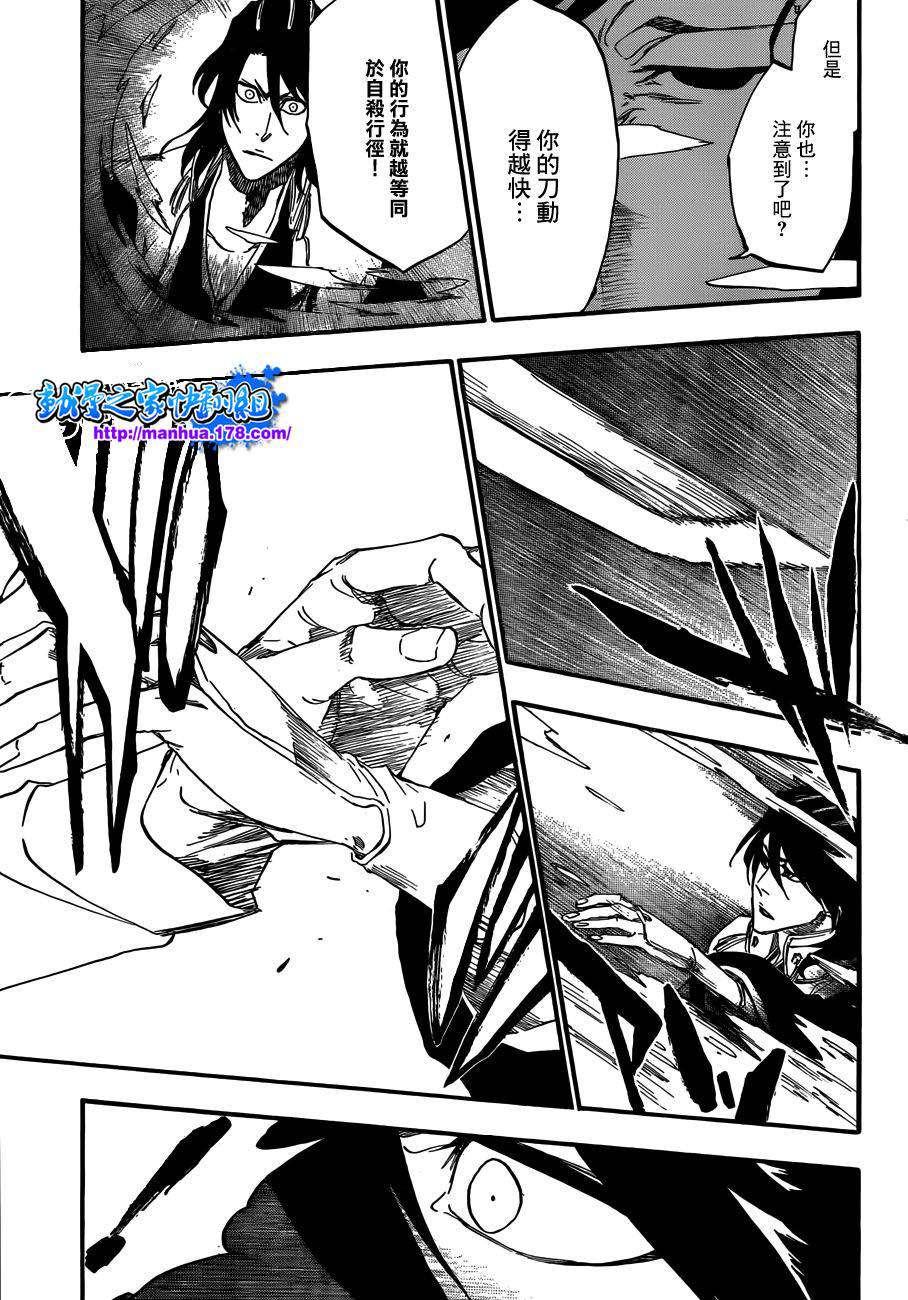 但是
你也…
注意到了吧？
你的刀動
得越快…
你的行為就越等同
於自殺行徑！
動漫之家快翻組
http://manhua.178.com/